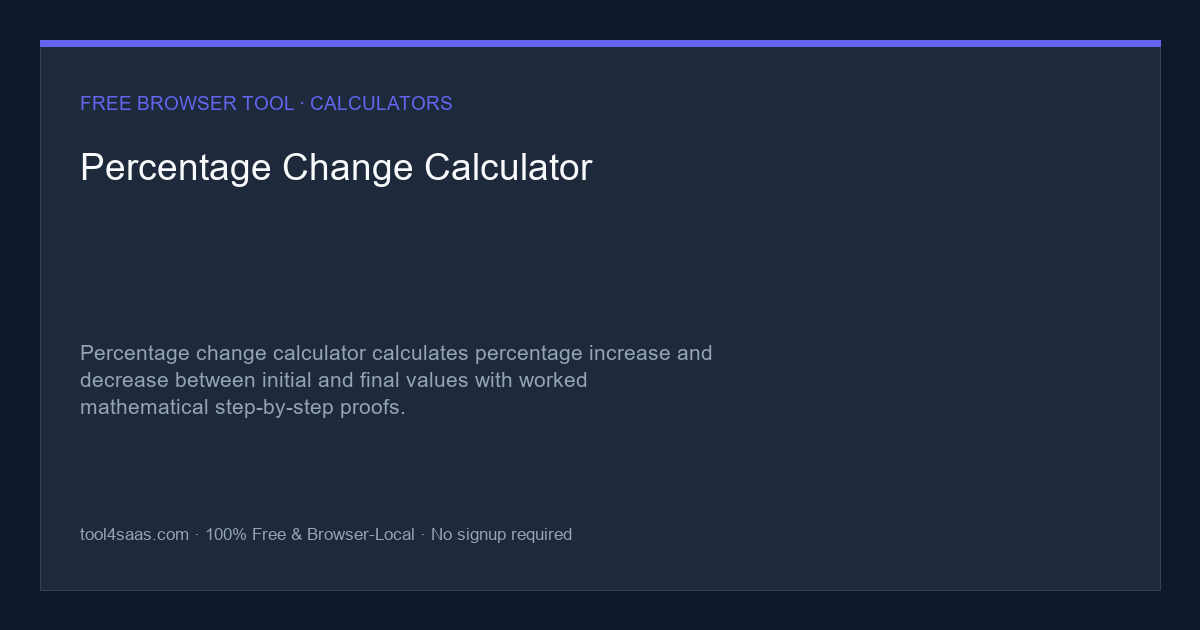 FREE BROWSER TOOL · CALCULATORS
Percentage Change Calculator
Percentage change calculator calculates percentage increase and
decrease between initial and final values with worked
mathematical step-by-step proofs.
tool4saas.com · 100% Free & Browser-Local · No signup required